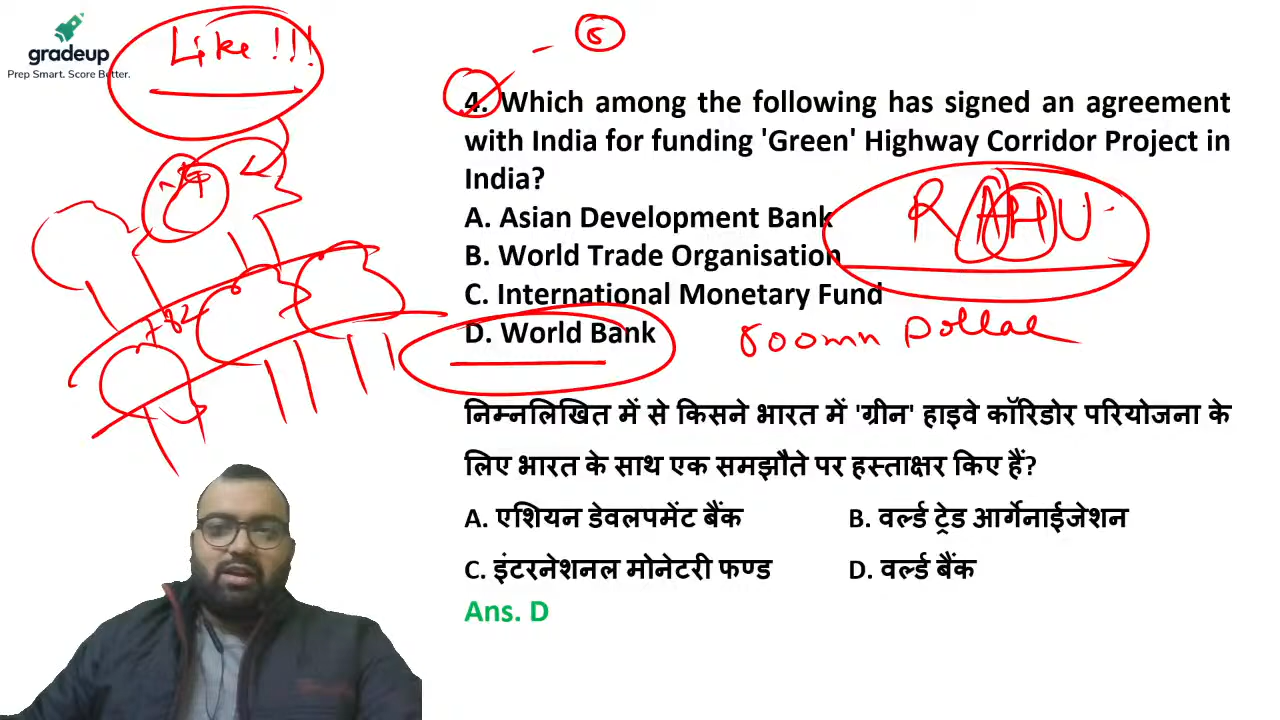 gradeup
Prep Smart. Score Better.
Like !!!
- 8
4. Which among the following has signed an agreement
with India for funding 'Green' Highway Corridor Project in
India?
A. Asian Development Bank
B. World Trade Organisation
C. International Monetary Fund
D. World Bank
RAHU
782
निम्नलिखित में से किसने भारत में 'ग्रीन' हाइवे कॉरिडोर परियोजना के
लिए भारत के साथ एक समझौते पर हस्ताक्षर किए हैं?
A. एशियन डेवलपमेंट बैंक B. वर्ल्ड ट्रेड आर्गेनाईजेशन
C. इंटरनेशनल मोनेटरी फण्ड D. वर्ल्ड बैंक
Ans. D